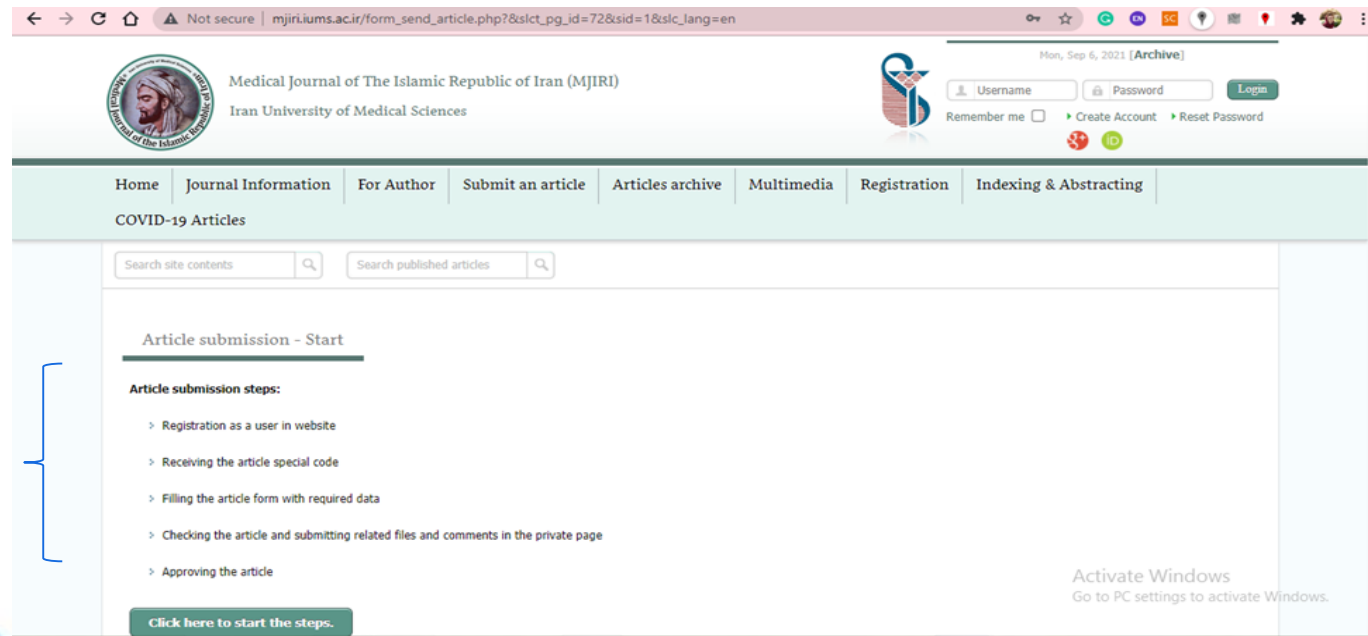 Not secure | mjiri.iums.ac.ir/form_send_article.php?&slct_pg_id=72&sid=1&slc_lang=en
Medical Journal of The Islamic Republic of Iran (MJIRI)
Iran University of Medical Sciences
Mon, Sep 6, 2021 [Archive]
Username Password Login
Remember me Create Account Reset Password
Home Journal Information For Author Submit an article Articles archive Multimedia Registration Indexing & Abstracting
COVID-19 Articles
Search site contents Search published articles
Article submission - Start
Article submission steps:
Registration as a user in website
Receiving the article special code
Filling the article form with required data
Checking the article and submitting related files and comments in the private page
Approving the article
Click here to start the steps.
Activate Windows
Go to PC settings to activate Windows.